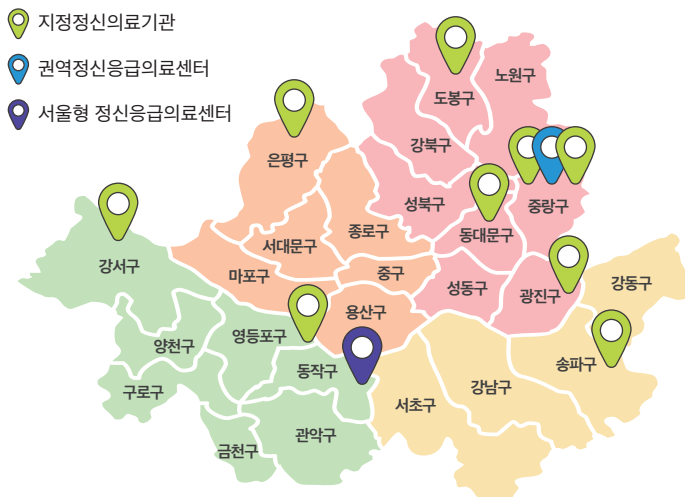 지정정신의료기관
권역정신응급의료센터
서울형 정신응급의료센터
노원구
도봉구
강북구
은평구
성북구
중랑구
종로구
동대문구
서대문구
강서구
마포구
중구
성동구
광진구
강동구
용산구
영등포구
양천구
동작구
송파구
구로구
강남구
서초구
관악구
금천구